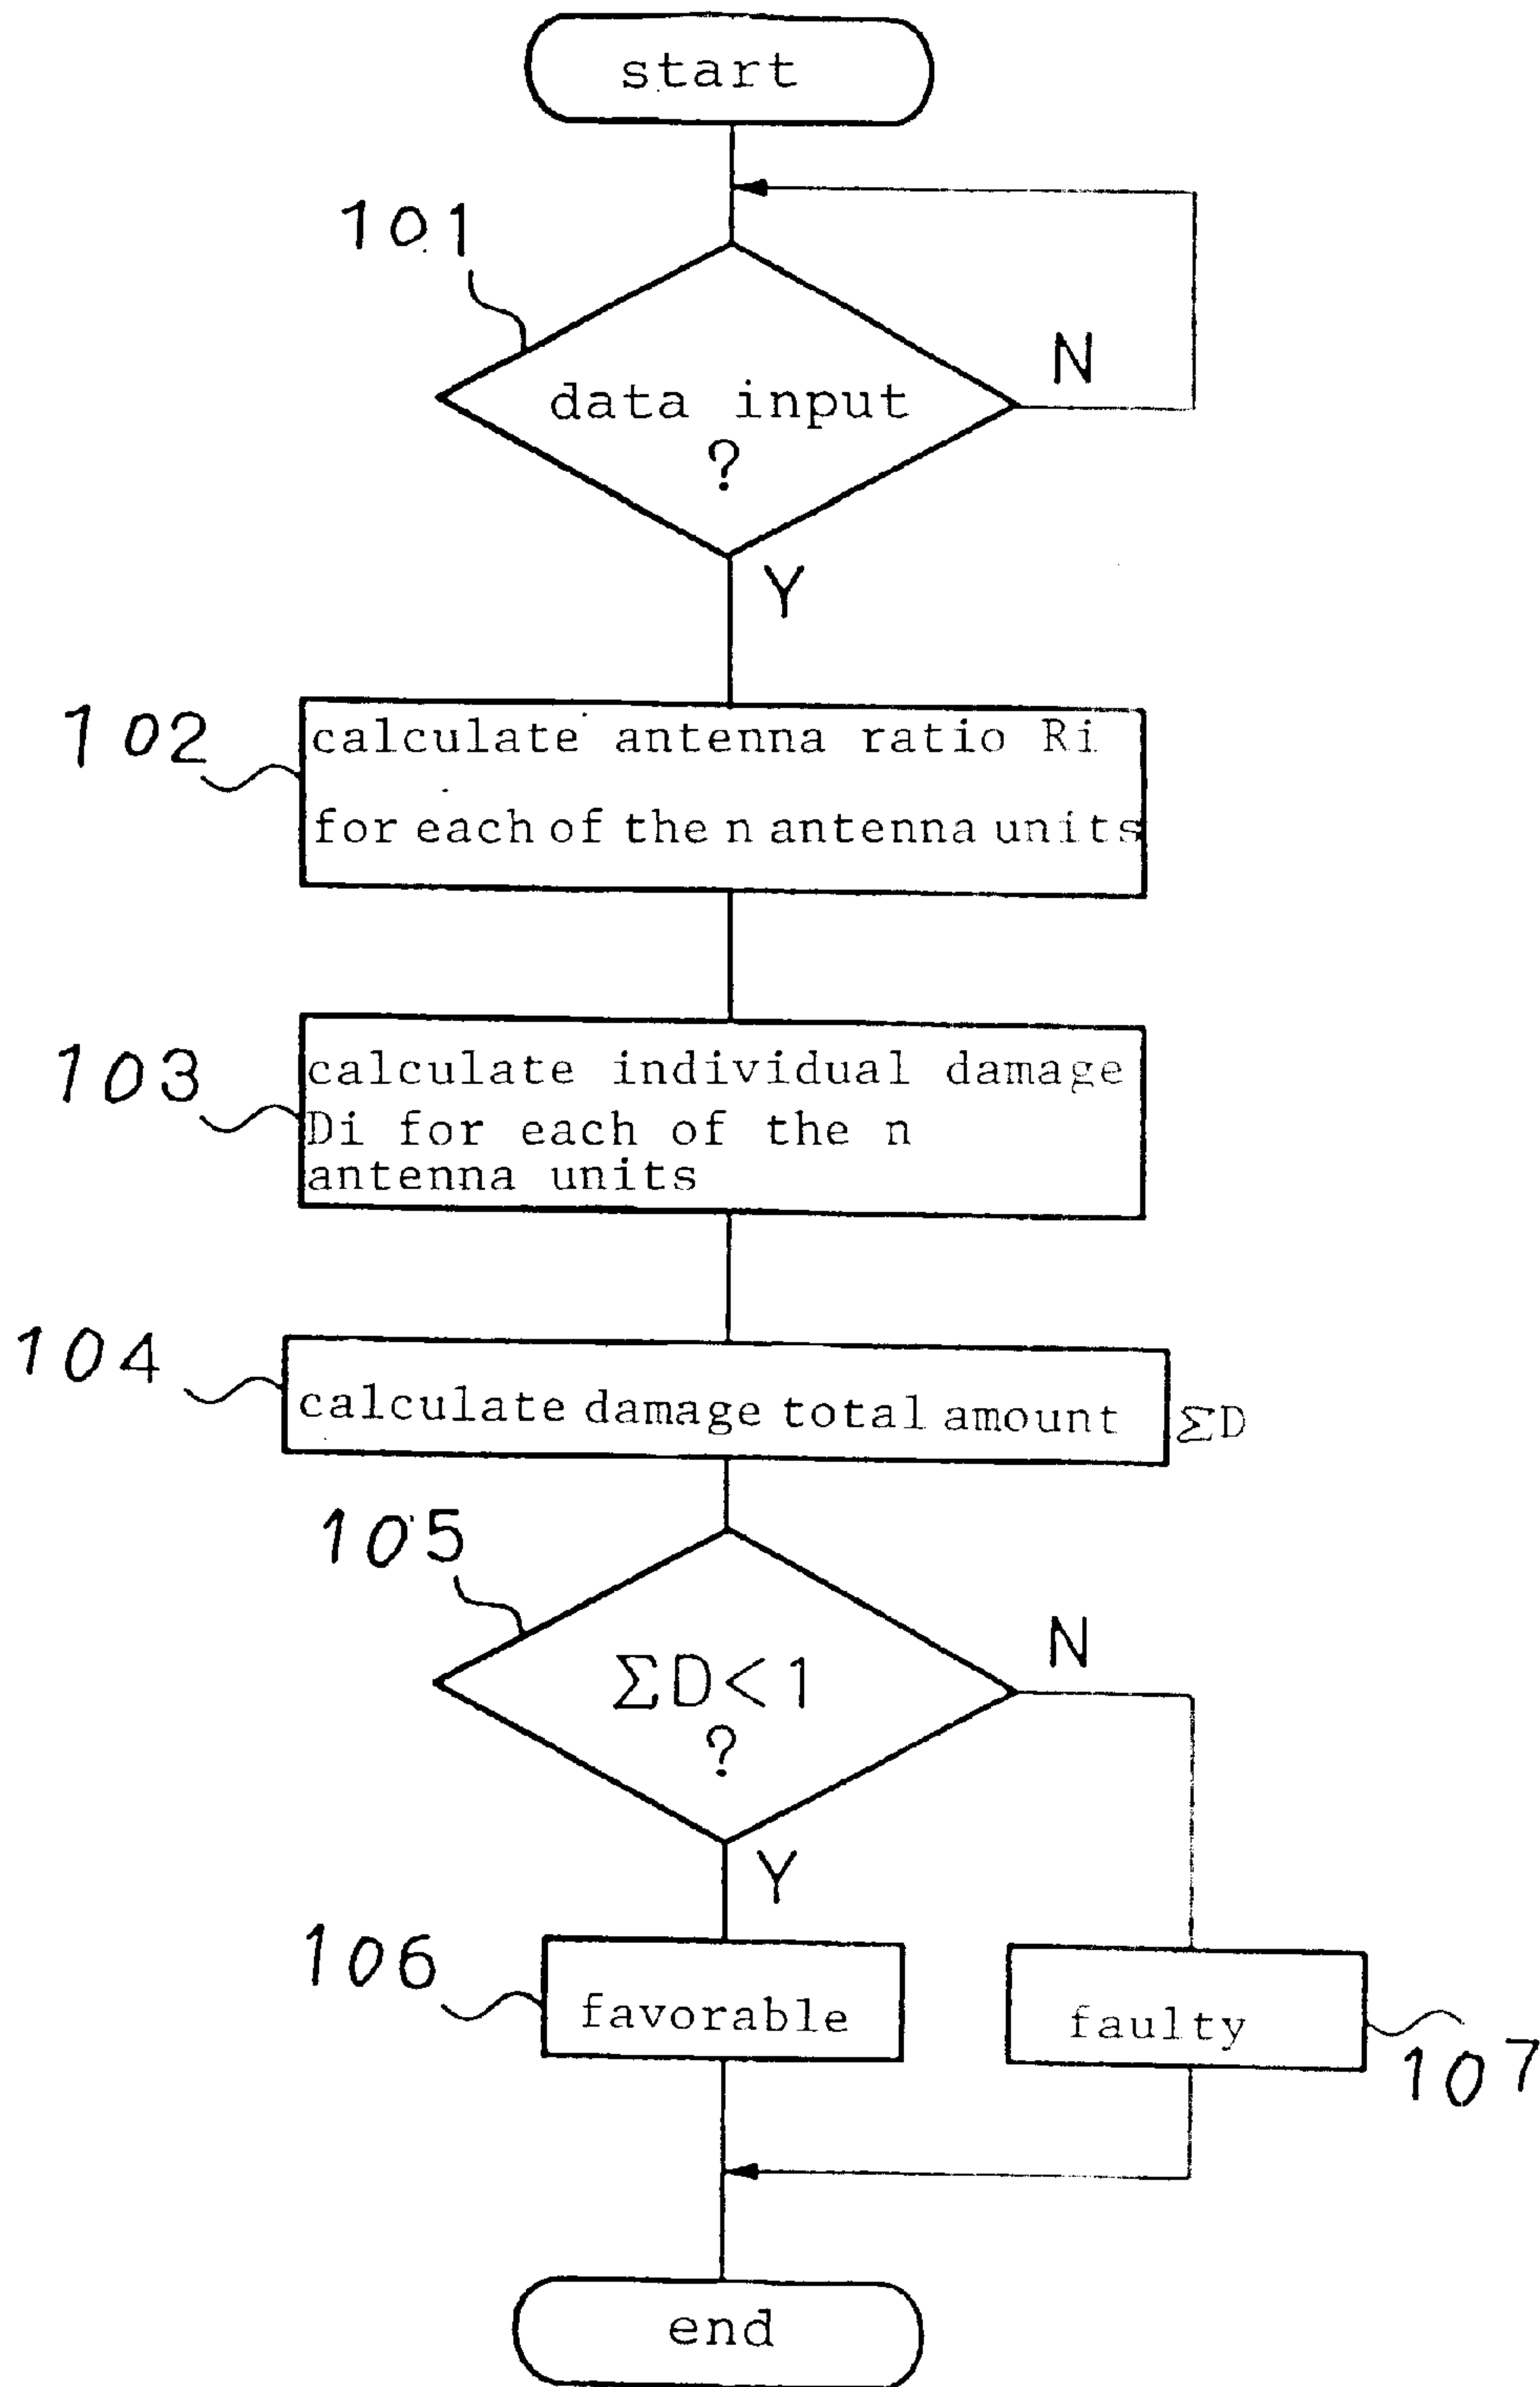 start
101
data input
?
N
Y
102
calculate antenna ratio Ri
for each of the n antenna units
103
calculate individual damage
Di for each of the n
antenna units
104
calculate damage total amount ΣD
105
ΣD<1
?
N
Y
106
favorable
faulty
107
end